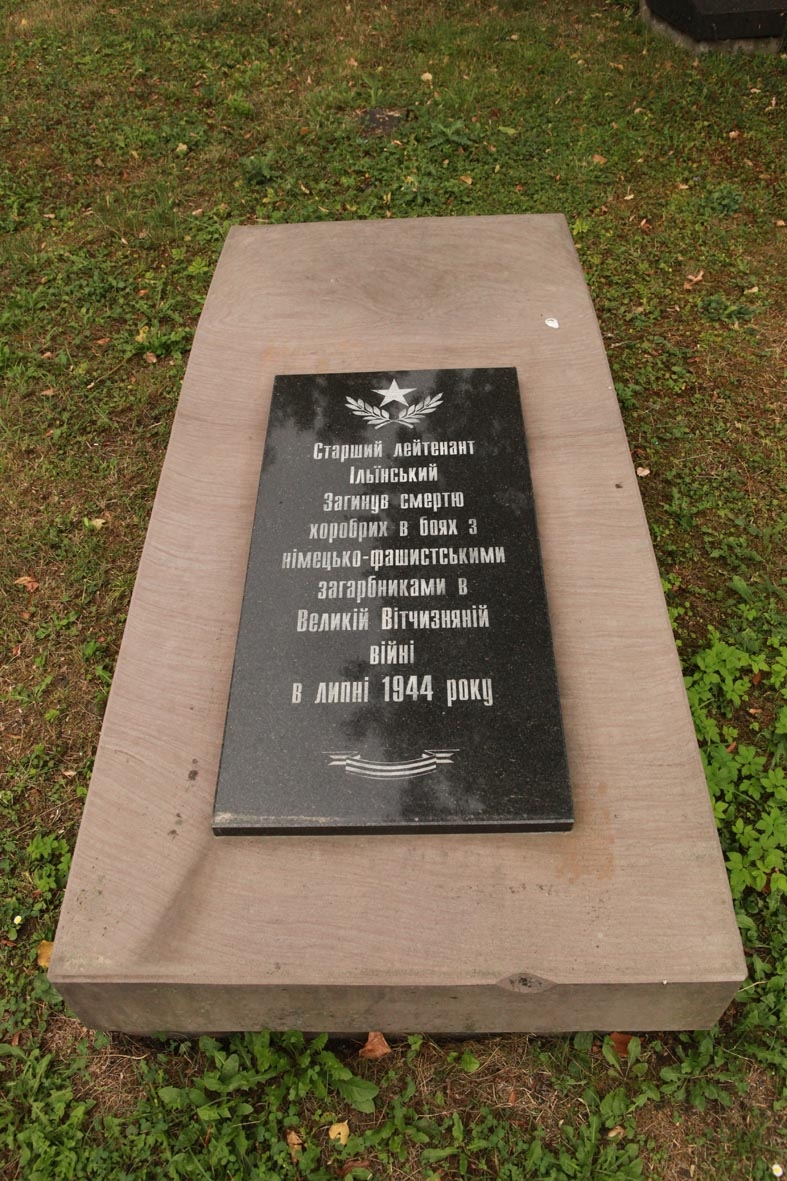 Старший лейтенант
Ільїнський
Загинув смертю
хоробрих в боях з
німецько-фашистськими
загарбниками в
Великій Вітчизняній
війні
в липні 1944 року